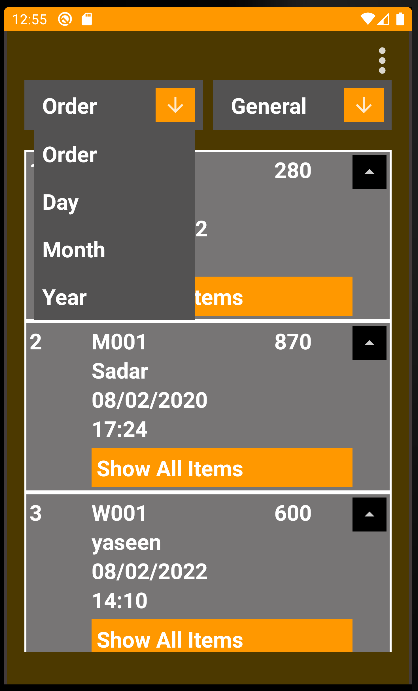 12:55
Order
General
Order
Day
Month
Year
280
2
tems
2
M001
870
Sadar
08/02/2020
17:24
Show All Items
3
W001
600
yaseen
08/02/2022
14:10
Show All Items